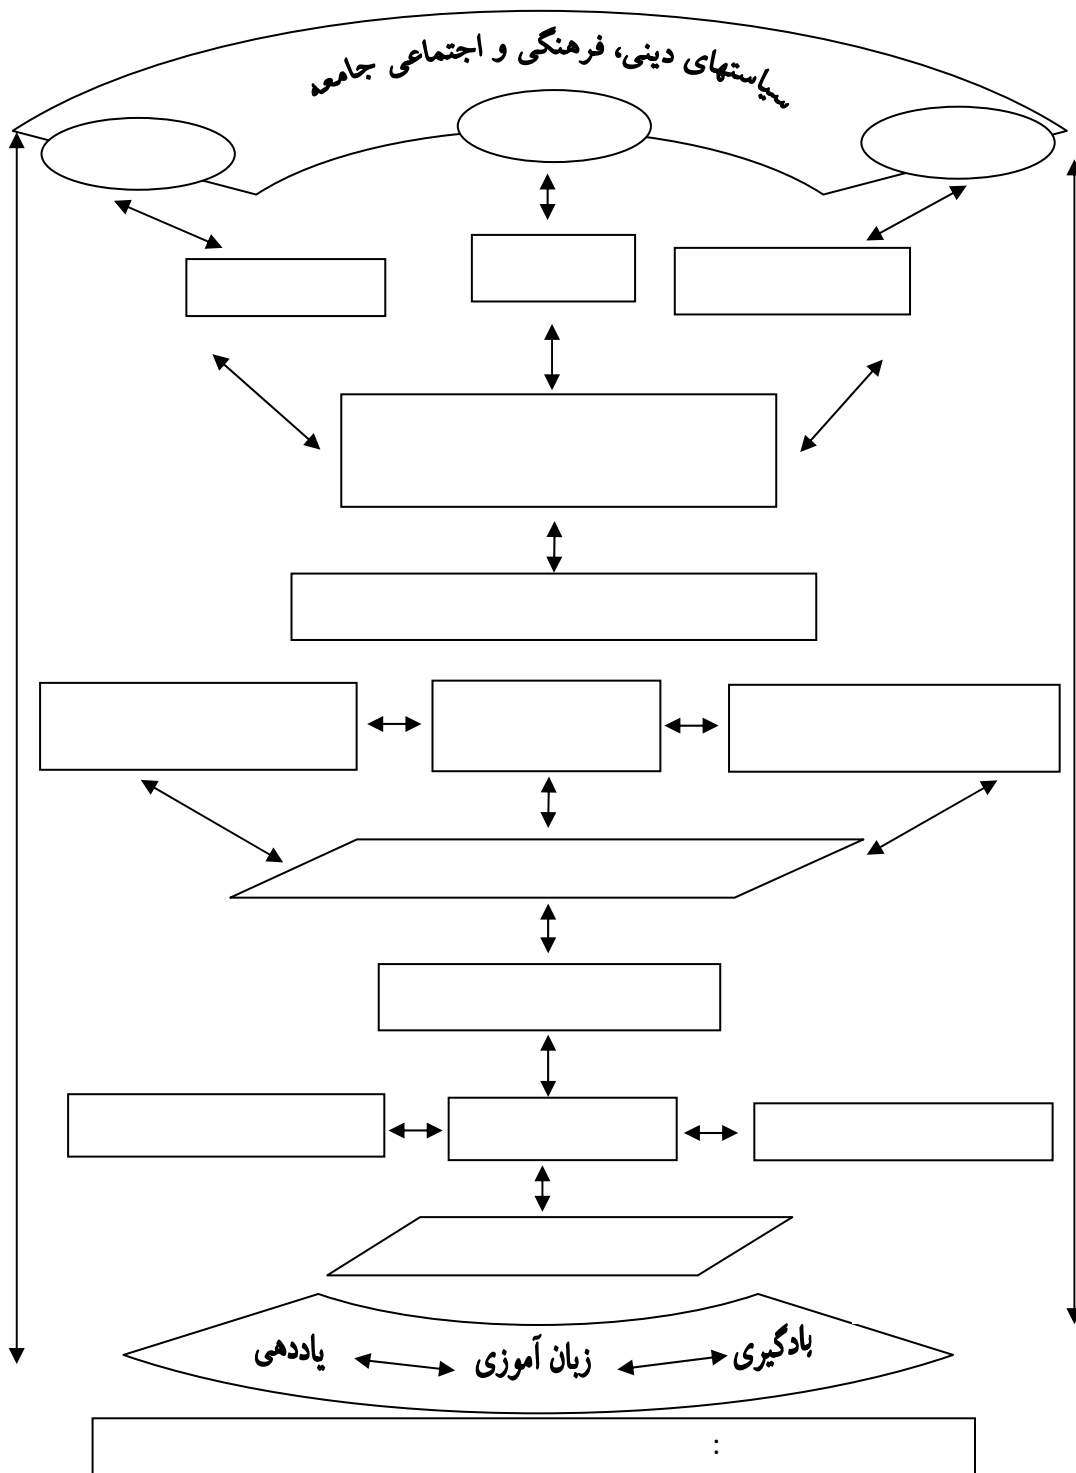 سیاستهای دینی، فرهنگی و اجتماعی جامعه
یادگیری زبان آموزی یاددهی
: